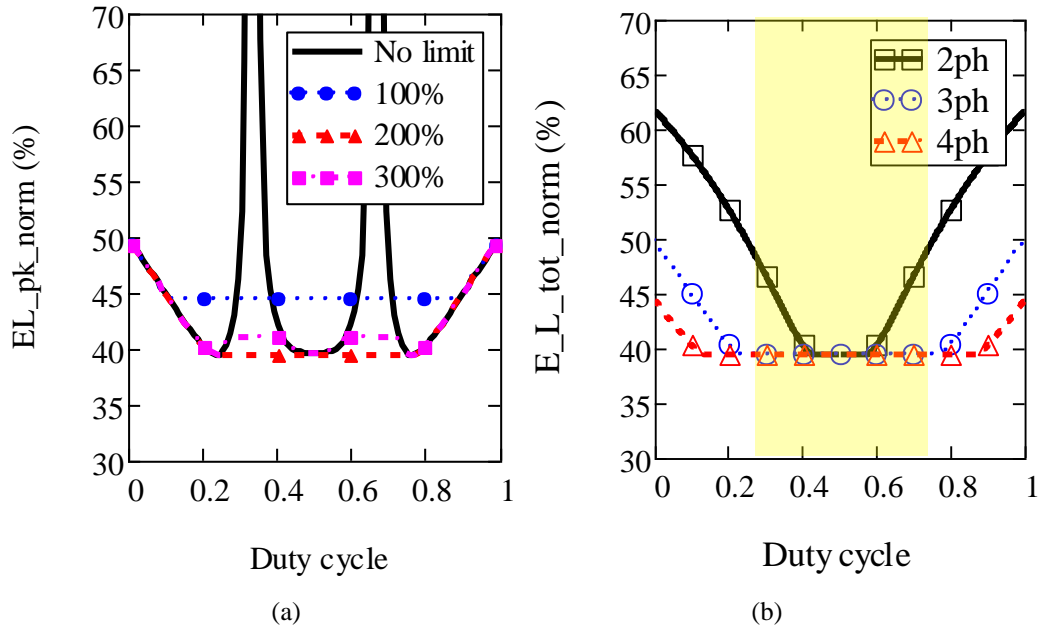 70
65
60
55
50
45
40
35
30
EL_pk_norm (%)
No limit
100%
200%
300%
0 0.2 0.4 0.6 0.8 1
Duty cycle
(a)
70
65
60
55
50
45
40
35
30
E_L_tot_norm (%)
2ph
3ph
4ph
0 0.2 0.4 0.6 0.8 1
Duty cycle
(b)